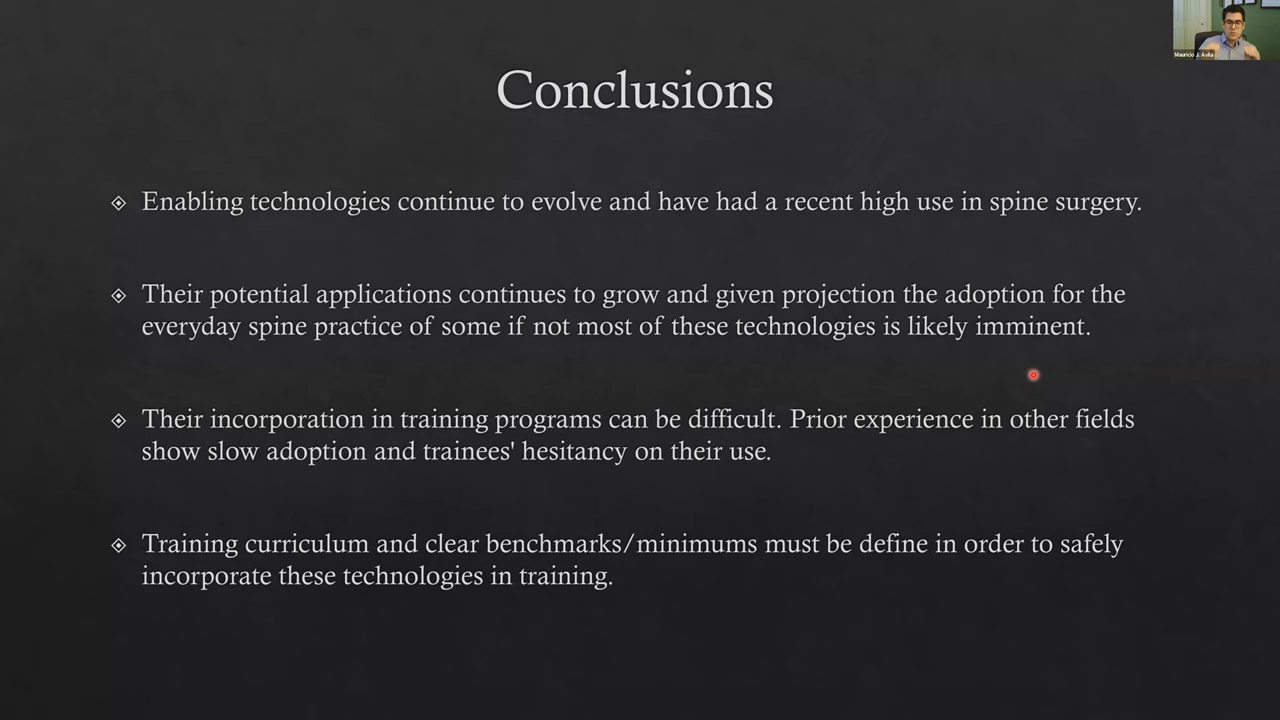 Mauricio J. Avila
Conclusions
Enabling technologies continue to evolve and have had a recent high use in spine surgery.
Their potential applications continues to grow and given projection the adoption for the
everyday spine practice of some if not most of these technologies is likely imminent.
Their incorporation in training programs can be difficult. Prior experience in other fields
show slow adoption and trainees' hesitancy on their use.
Training curriculum and clear benchmarks/minimums must be define in order to safely
incorporate these technologies in training.